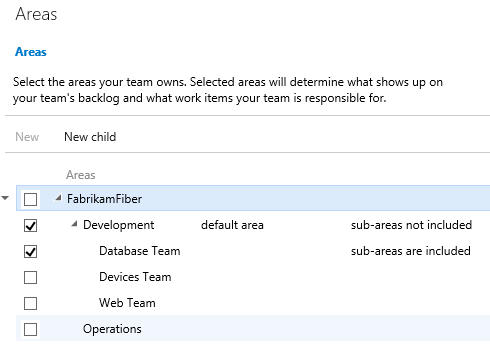 Areas
Areas
Select the areas your team owns. Selected areas will determine what shows up on
your team's backlog and what work items your team is responsible for.
New New child
Areas
FabrikamFiber
Development default area sub-areas not included
Database Team sub-areas are included
Devices Team
Web Team
Operations